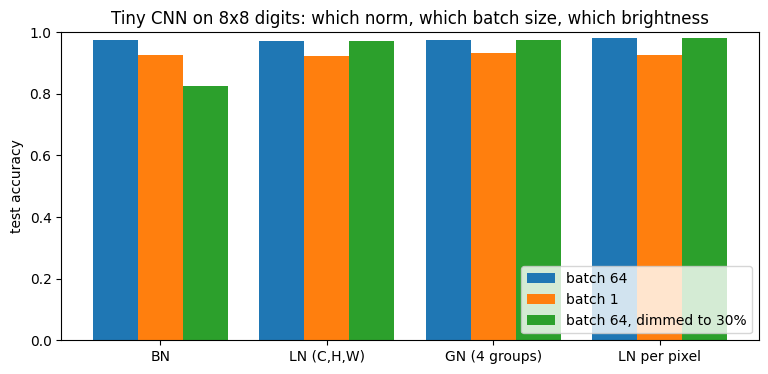 Tiny CNN on 8x8 digits: which norm, which batch size, which brightness
test accuracy
1.0
0.8
0.6
0.4
0.2
0.0
batch 64
batch 1
batch 64, dimmed to 30%
BN LN (C,H,W) GN (4 groups) LN per pixel